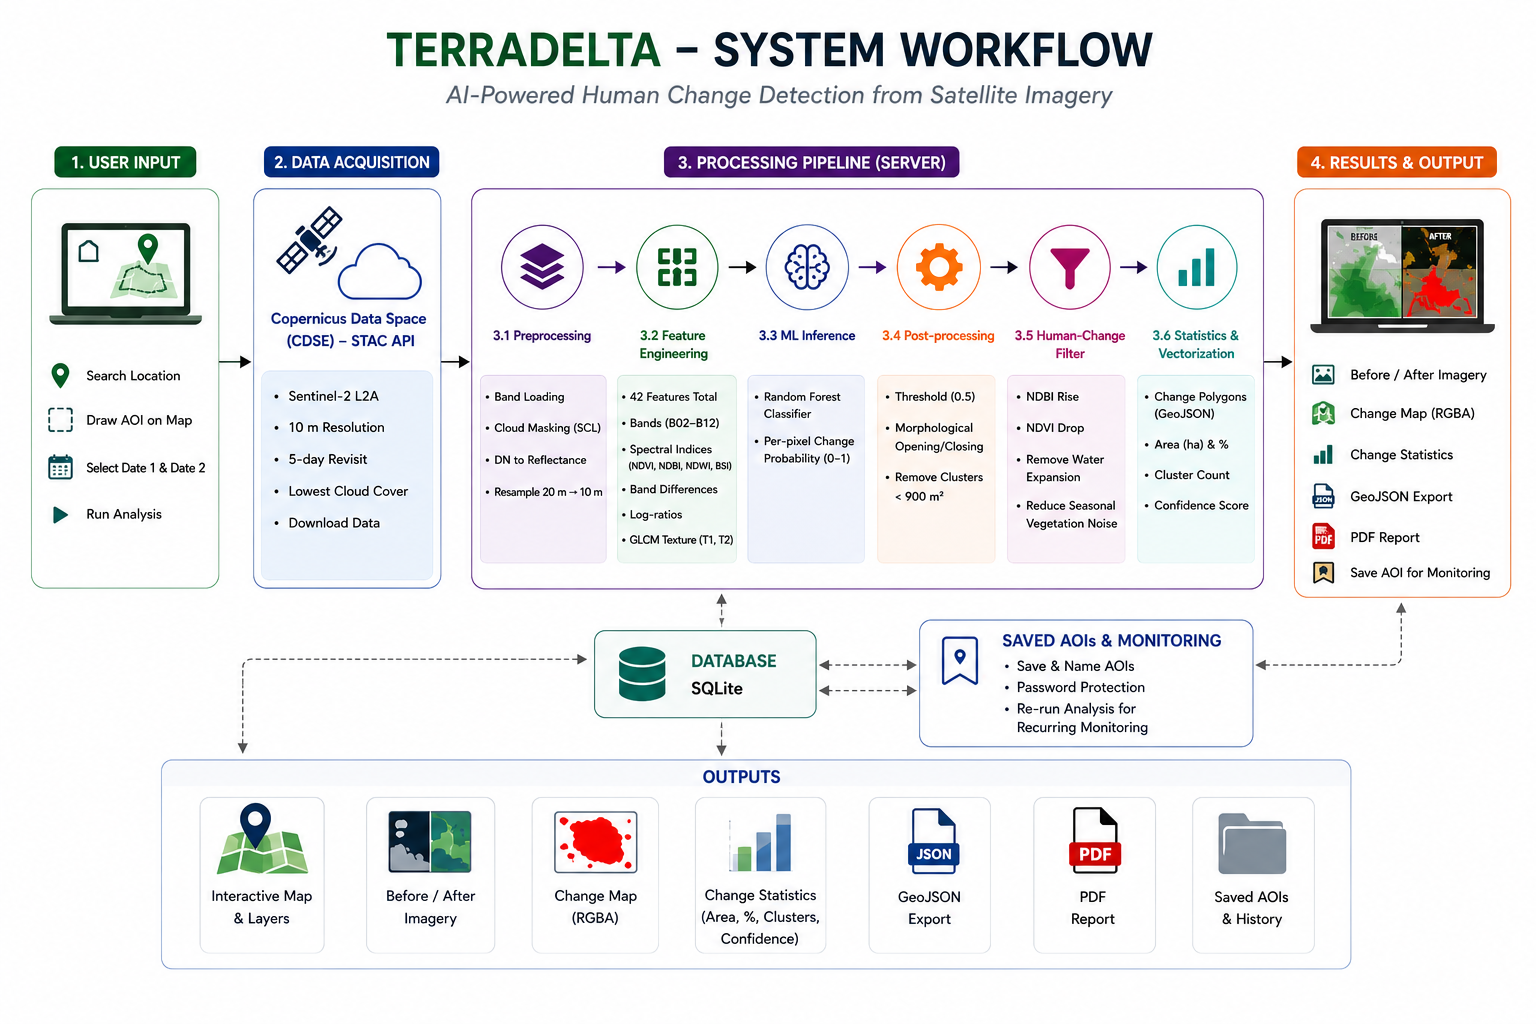 TERRADELTA – SYSTEM WORKFLOW
AI-Powered Human Change Detection from Satellite Imagery
1. USER INPUT
Search Location
Draw AOI on Map
Select Date 1 & Date 2
Run Analysis
2. DATA ACQUISITION
Copernicus Data Space
(CDSE) – STAC API
• Sentinel-2 L2A
• 10 m Resolution
• 5-day Revisit
• Lowest Cloud Cover
• Download Data
3. PROCESSING PIPELINE (SERVER)
3.1 Preprocessing
• Band Loading
• Cloud Masking (SCL)
• DN to Reflectance
• Resample 20 m → 10 m
3.2 Feature
Engineering
• 42 Features Total
• Bands (B02–B12)
• Spectral Indices
(NDVI, NDBI, NDWI, BSI)
• Band Differences
• Log-ratios
• GLCM Texture (T1, T2)
3.3 ML Inference
• Random Forest
Classifier
• Per-pixel Change
Probability (0–1)
3.4 Post-processing
• Threshold (0.5)
• Morphological
Opening/Closing
• Remove Clusters
< 900 m²
3.5 Human-Change
Filter
• NDBI Rise
• NDVI Drop
• Remove Water
Expansion
• Reduce Seasonal
Vegetation Noise
3.6 Statistics &
Vectorization
• Change Polygons
(GeoJSON)
• Area (ha) & %
• Cluster Count
• Confidence Score
4. RESULTS & OUTPUT
BEFORE
AFTER
Before / After Imagery
Change Map (RGBA)
Change Statistics
JSON
GeoJSON Export
PDF
PDF Report
Save AOI for Monitoring
DATABASE
SQLite
SAVED AOIs & MONITORING
• Save & Name AOIs
• Password Protection
• Re-run Analysis for
Recurring Monitoring
OUTPUTS
Interactive Map
& Layers
Before / After
Imagery
Change Map
(RGBA)
Change Statistics
(Area, %, Clusters,
Confidence)
JSON
GeoJSON
Export
PDF
PDF
Report
Saved AOIs
& History